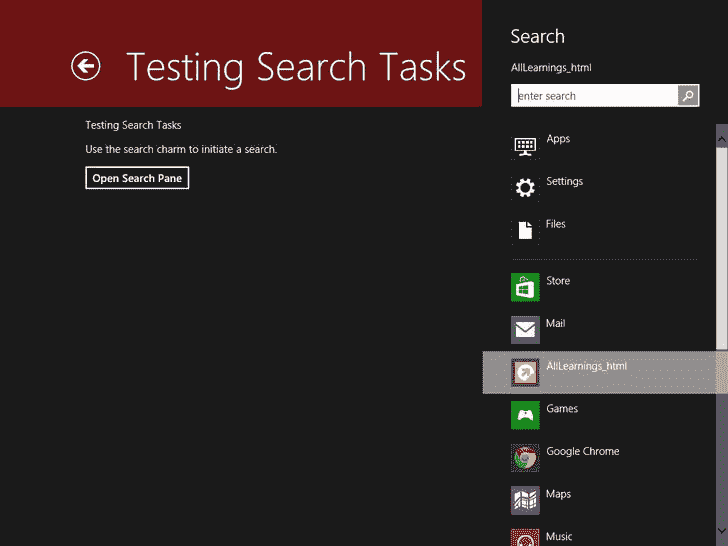 Testing Search Tasks
Testing Search Tasks
Use the search charm to initiate a search.
Open Search Pane
Search
AllLearnings_html
enter search
Apps
Settings
Files
Store
Mail
AllLearnings_html
Games
Google Chrome
Maps
Music